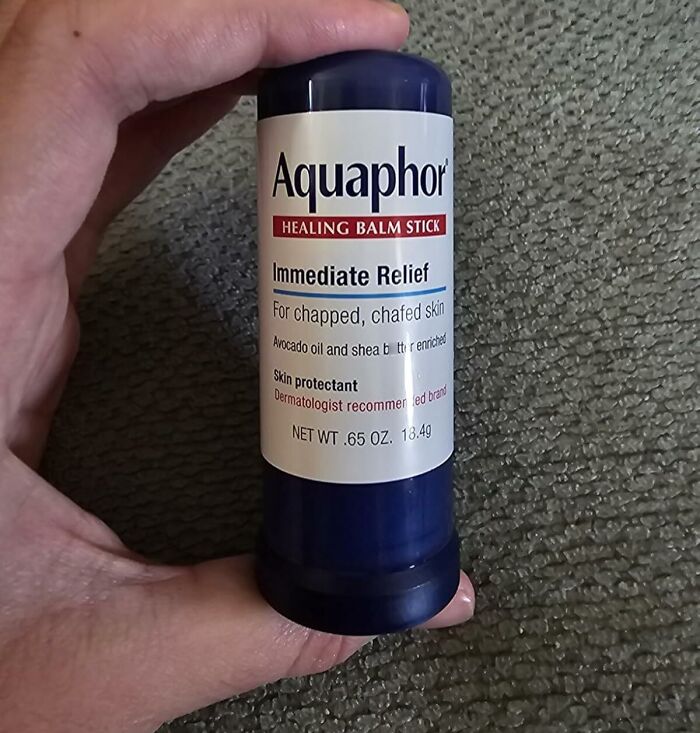 Aquaphor®
HEALING BALM STICK
Immediate Relief
For chapped, chafed skin
Avocado oil and shea butter enriched
Skin protectant
Dermatologist recommended brand
NET WT .65 OZ. 18.4g